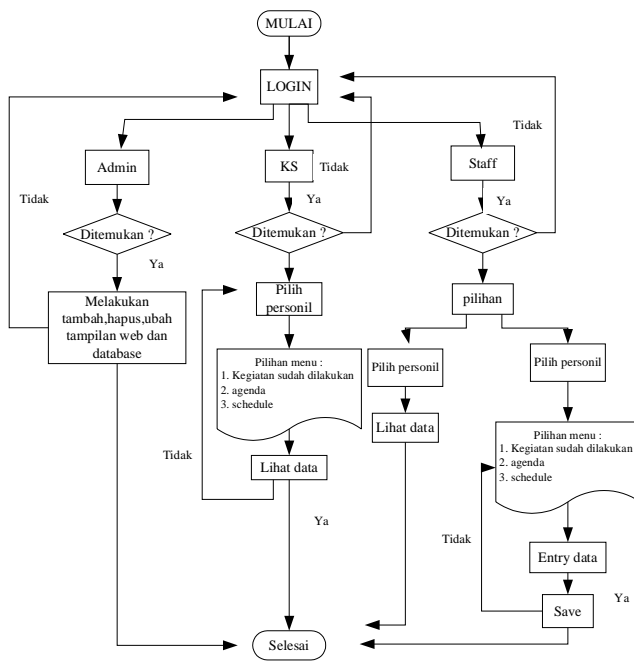 MULAI
LOGIN
Tidak
Admin
KS
Tidak
Staff
Tidak
Ya
Ya
Ditemukan ?
Ditemukan ?
Ditemukan ?
Ya
Melakukan
tambah,hapus,ubah
tampilan web dan
database
Pilih
personil
pilihan
Pilihan menu :
1. Kegiatan sudah dilakukan
2. agenda
3. schedule
Pilih personil
Pilih personil
Lihat data
Pilihan menu :
1. Kegiatan sudah dilakukan
2. agenda
3. schedule
Tidak
Lihat data
Ya
Tidak
Entry data
Ya
Save
Selesai